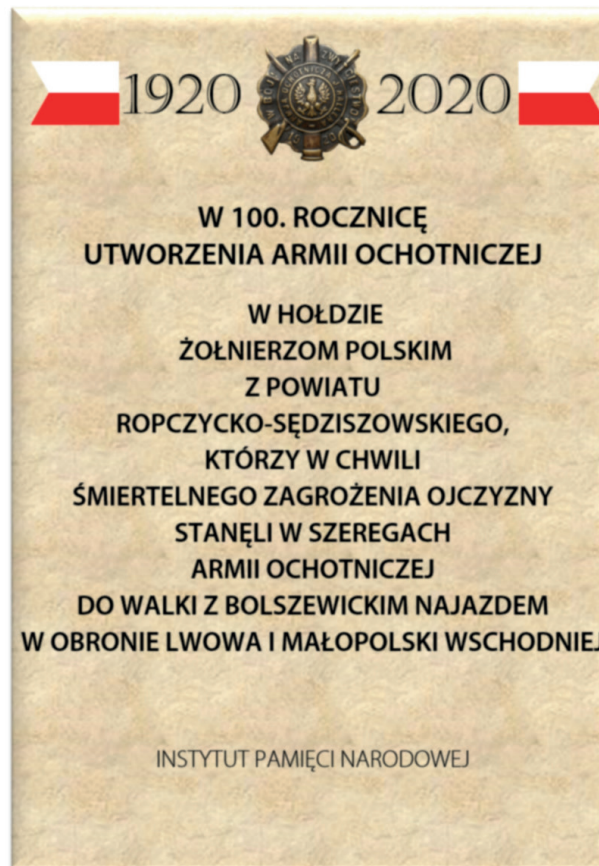 1920 2020
W 100. ROCZNICĘ
UTWORZENIA ARMII OCHOTNICZEJ
W HOŁDZIE
ŻOŁNIERZOM POLSKIM
Z POWIATU
ROPCZYCKO-SĘDZISZOWSKIEGO,
KTÓRZY W CHWILI
ŚMIERTELNEGO ZAGROŻENIA OJCZYZNY
STANĘLI W SZEREGACH
ARMII OCHOTNICZEJ
DO WALKI Z BOLSZEWICKIM NAJAZDEM
W OBRONIE LWOWA I MAŁOPOLSKI WSCHODNIEJ
INSTYTUT PAMIĘCI NARODOWEJ